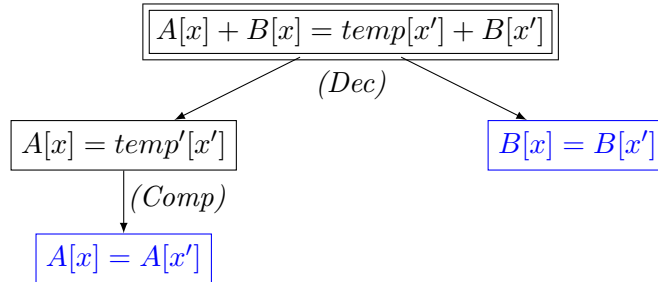 A[x] + B[x] = temp[x′] + B[x′]
(Dec)
A[x] = temp′[x′]
B[x] = B[x′]
(Comp)
A[x] = A[x′]